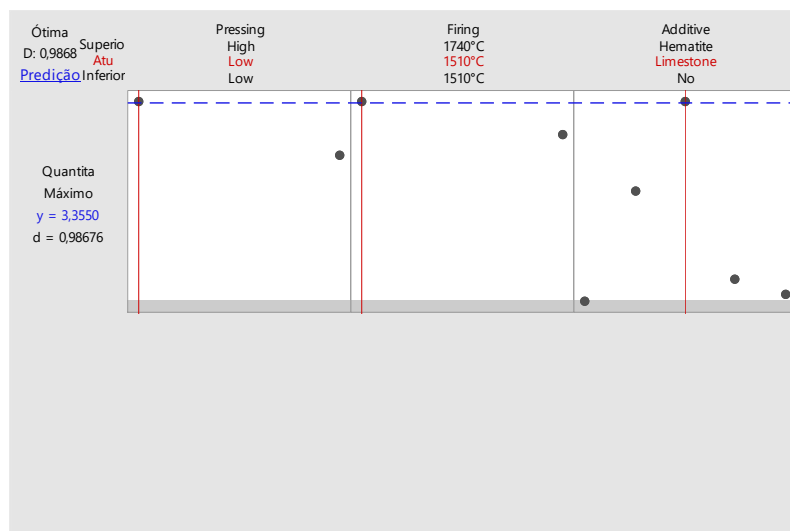 Ótima
D: 0,9868
Predição
Superio
Atu
Inferior
Pressing
High
Low
Low
Firing
1740°C
1510°C
1510°C
Additive
Hematite
Limestone
No
Quantita
Máximo
y = 3,3550
d = 0,98676